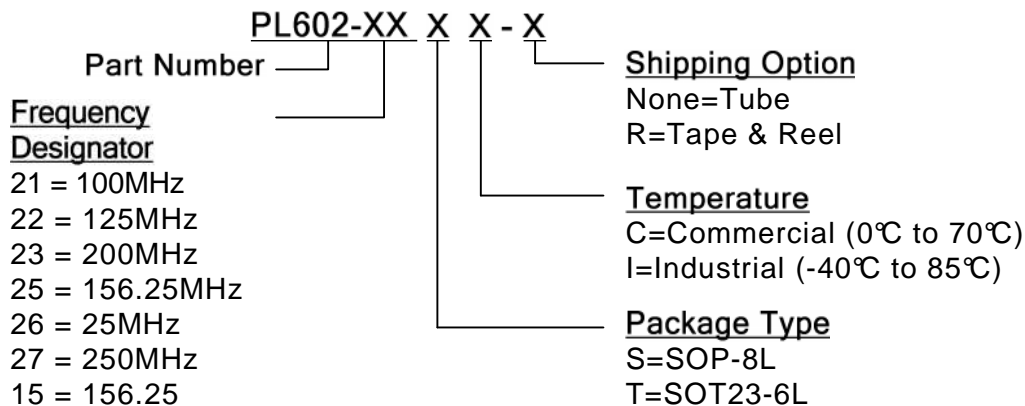 PL602-XX X X - X
Part Number
Frequency
Designator
21 = 100MHz
22 = 125MHz
23 = 200MHz
25 = 156.25MHz
26 = 25MHz
27 = 250MHz
15 = 156.25
Shipping Option
None=Tube
R=Tape & Reel
Temperature
C=Commercial (0℃ to 70℃)
I=Industrial (-40℃ to 85℃)
Package Type
S=SOP-8L
T=SOT23-6L